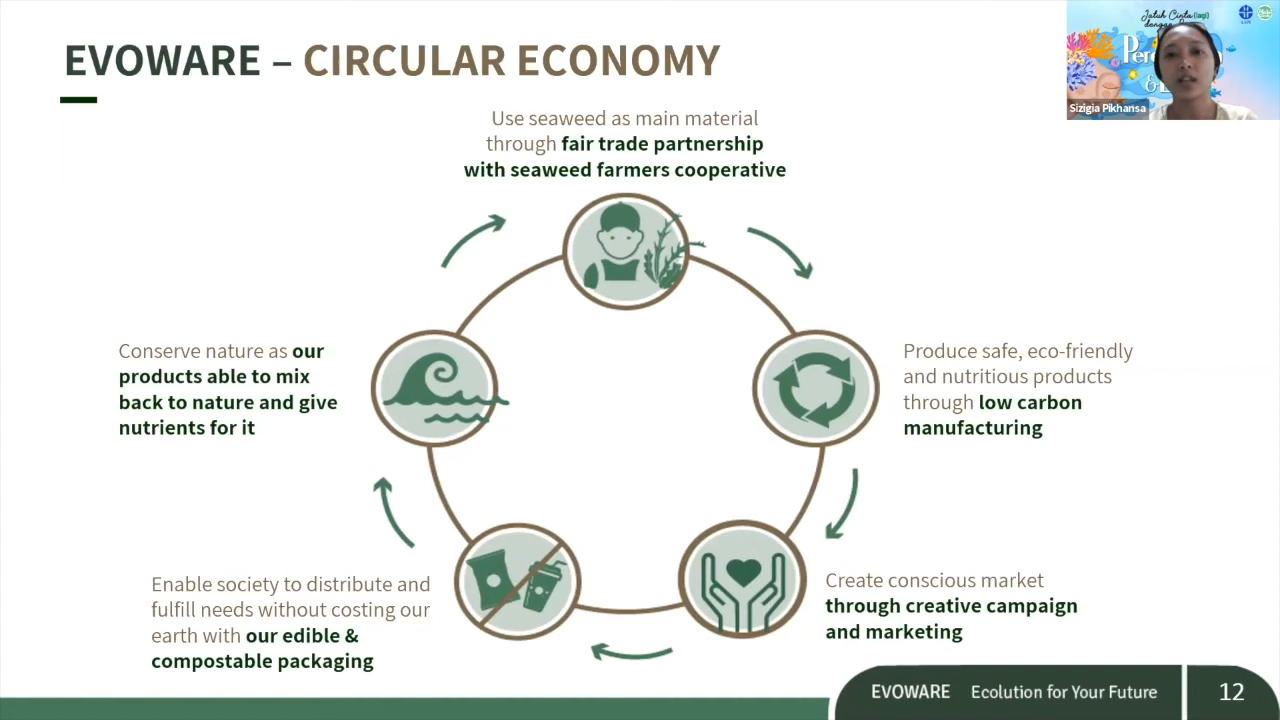 EVOWARE – CIRCULAR ECONOMY
Jatuh Cinta (lagi)
Sizigia Pikhansa
Use seaweed as main material
through fair trade partnership
with seaweed farmers cooperative
Conserve nature as our
products able to mix
back to nature and give
nutrients for it
Produce safe, eco-friendly
and nutritious products
through low carbon
manufacturing
Enable society to distribute and
fulfill needs without costing our
earth with our edible &
compostable packaging
Create conscious market
through creative campaign
and marketing
EVOWARE Ecolution for Your Future 12